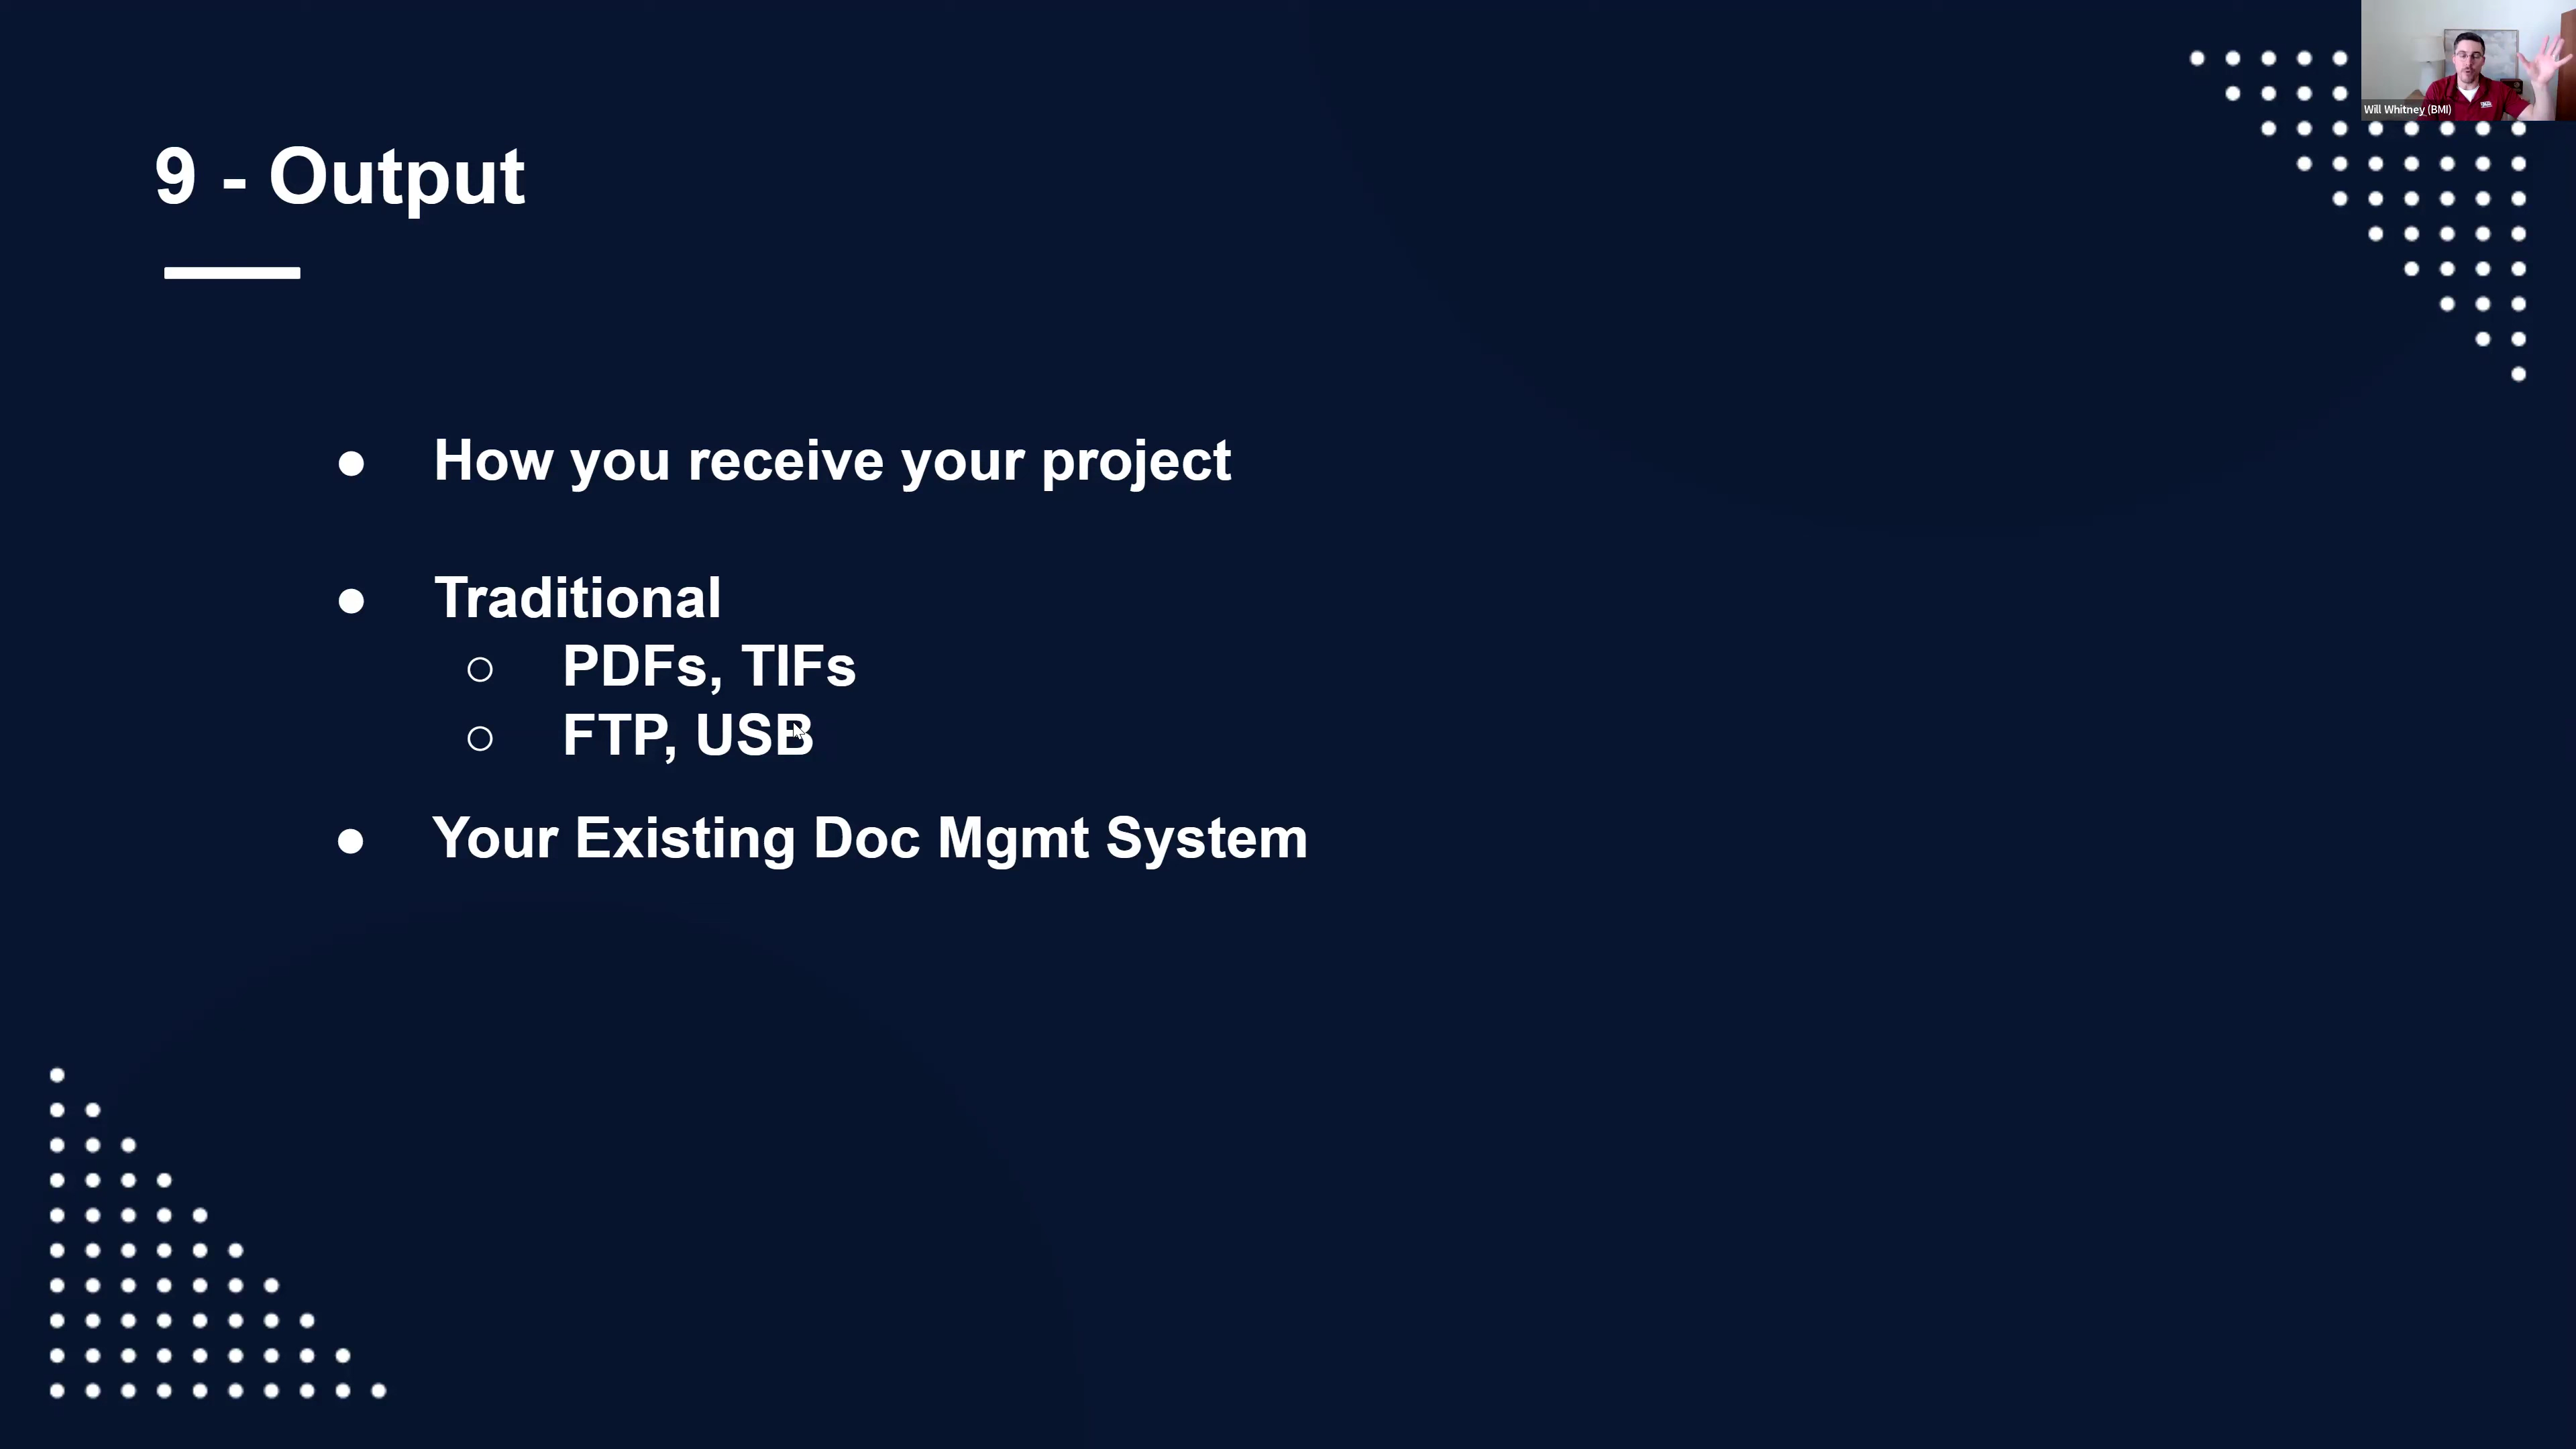 9 - Output
Will Whitney (BMI)
● How you receive your project
● Traditional
○ PDFs, TIFs
○ FTP, USB
● Your Existing Doc Mgmt System